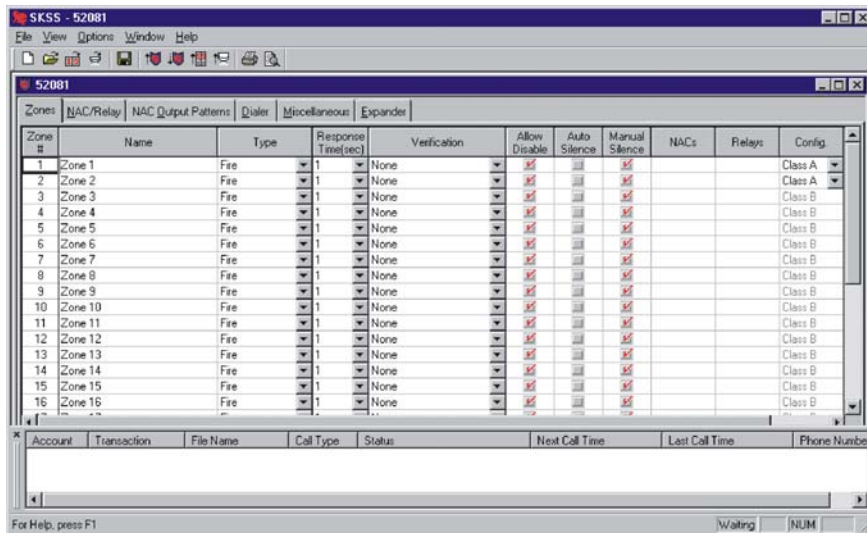 SKSS - 52081
File View Options Window Help
52081
Zones NAC/Relay NAC Output Patterns Dialer Miscellaneous Expander
Zone # Name Type Response Time(sec) Verification Allow Disable Auto Silence Manual Silence NACs Relays Config.
1 Zone 1 Fire 1 None Class A
2 Zone 2 Fire 1 None Class A
3 Zone 3 Fire 1 None Class B
4 Zone 4 Fire 1 None Class B
5 Zone 5 Fire 1 None Class B
6 Zone 6 Fire 1 None Class B
7 Zone 7 Fire 1 None Class B
8 Zone 8 Fire 1 None Class B
9 Zone 9 Fire 1 None Class B
10 Zone 10 Fire 1 None Class B
11 Zone 11 Fire 1 None Class B
12 Zone 12 Fire 1 None Class B
13 Zone 13 Fire 1 None Class B
14 Zone 14 Fire 1 None Class B
15 Zone 15 Fire 1 None Class B
16 Zone 16 Fire 1 None Class B
Account Transaction File Name Call Type Status Next Call Time Last Call Time Phone Numbe
For Help, press F1 Waiting NUM